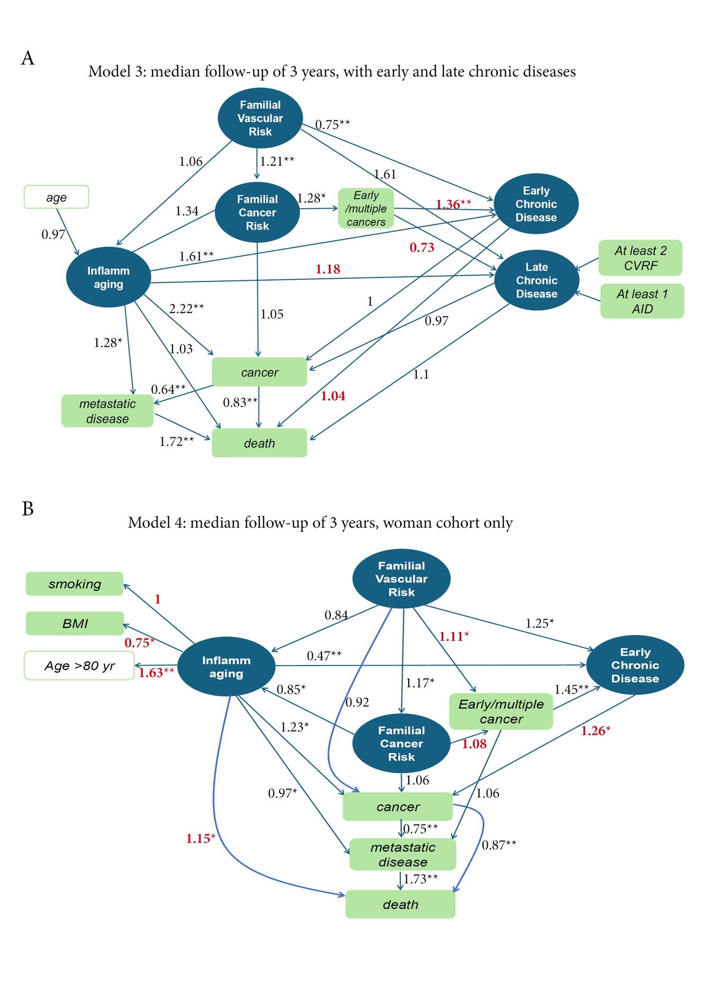 A
Model 3: median follow-up of 3 years, with early and late chronic diseases
Familial
Vascular
Risk
0.75**
1.06
1.21**
1.61
age
Familial
Cancer
Risk
1.28*
Early
/multiple
cancers
1.36**
Early
Chronic
Disease
1.34
0.97
1.61**
0.73
At least 2
CVRF
Inflamm
aging
1.18
Late
Chronic
Disease
At least 1
AID
2.22**
1.05
1
0.97
1.28*
1.03
cancer
1.1
0.64**
0.83**
1.04
metastatic
disease
1.72**
death
B
Model 4: median follow-up of 3 years, woman cohort only
Familial
Vascular
Risk
smoking
1
BMI
0.84
1.25*
0.75*
1.11*
Age >80 yr
1.63**
Inflamm
aging
0.47**
Early
Chronic
Disease
0.85*
1.17*
1.45**
0.92
Early/multiple
cancer
1.23*
Familial
Cancer
Risk
1.08
1.26*
1.06
0.97*
1.06
cancer
0.75**
1.15*
metastatic
disease
0.87**
1.73**
death